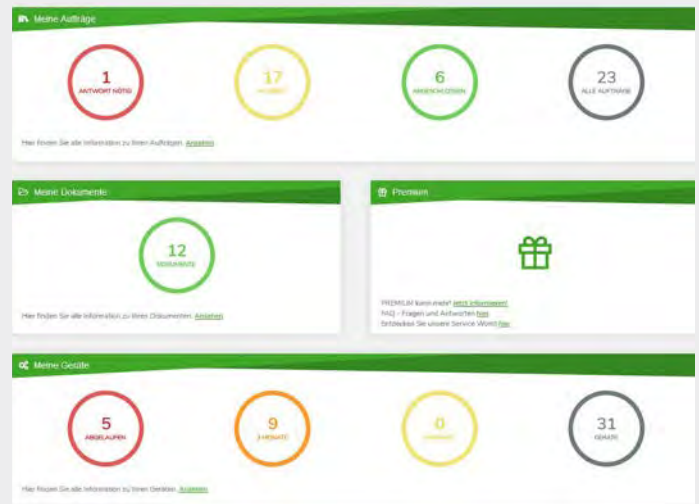 Meine Aufträge
1
ANTWORT NÖTIG
17
6
ABGESCHLOSSEN
23
ALLE AUFTRÄGE
Hier finden Sie alle Information zu Ihren Aufträgen. Ansehen
Meine Dokumente
12
DOKUMENTE
Hier finden Sie alle Information zu Ihren Dokumenten. Ansehen
Premium
PREMIUM kann mehr! Jetzt informieren!
FAQ - Fragen und Antworten hier
Entdecken Sie unsere Service World hier
Meine Geräte
5
ABGELAUFEN
9
3 MONATE
0
31
GERÄTE
Hier finden Sie alle Information zu Ihren Geräten. Ansehen